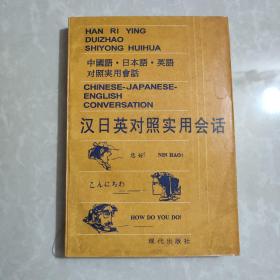 HAN RI YING
DUIZHAO
SHIYONG HUIHUA
中國語·日本語·英語
对照実用會話
CHINESE-JAPANESE-
ENGLISH
CONVERSATION
汉日英对照实用会话
您好! NIN HAO!
こんにちわ
HOW DO YOU DO!
现代出版社